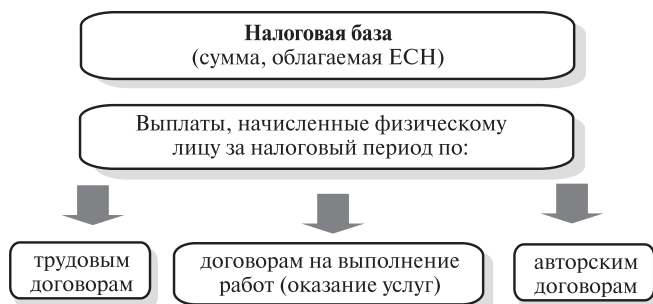 Налоговая база
(сумма, облагаемая ЕСН)
Выплаты, начисленные физическому
лицу за налоговый период по:
трудовым
договорам
договорам на выполнение
работ (оказание услуг)
авторским
договорам